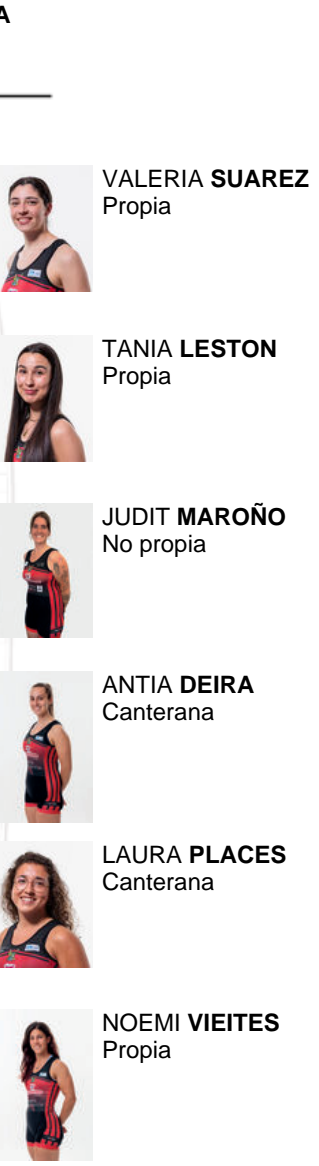 A
VALERIA SUAREZ
Propia
TANIA LESTON
Propia
JUDIT MAROÑO
No propia
ANTIA DEIRA
Canterana
LAURA PLACES
Canterana
NOEMI VIEITES
Propia